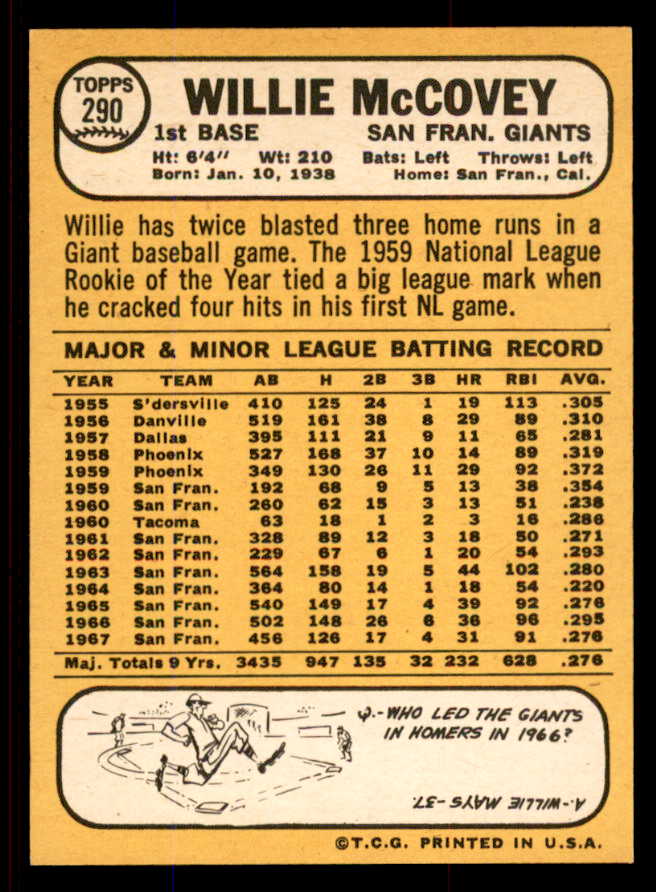 TOPPS
290
WILLIE McCOVEY
1st BASE SAN FRAN. GIANTS
Ht: 6'4" Wt: 210 Bats: Left Throws: Left
Born: Jan. 10, 1938 Home: San Fran., Cal.
Willie has twice blasted three home runs in a
Giant baseball game. The 1959 National League
Rookie of the Year tied a big league mark when
he cracked four hits in his first NL game.
MAJOR & MINOR LEAGUE BATTING RECORD
YEAR TEAM AB H 2B 3B HR RBI AVG.
1955 S'dersville 410 125 24 1 19 113 .305
1956 Danville 519 161 38 8 29 89 .310
1957 Dallas 395 111 21 9 11 65 .281
1958 Phoenix 527 168 37 10 14 89 .319
1959 Phoenix 349 130 26 11 29 92 .372
1959 San Fran. 192 68 9 5 13 38 .354
1960 San Fran. 260 62 15 3 13 51 .238
1960 Tacoma 63 18 1 2 3 16 .286
1961 San Fran. 328 89 12 3 18 50 .271
1962 San Fran. 229 67 6 1 20 54 .293
1963 San Fran. 564 158 19 5 44 102 .280
1964 San Fran. 364 80 14 1 18 54 .220
1965 San Fran. 540 149 17 4 39 92 .276
1966 San Fran. 502 148 26 6 36 96 .295
1967 San Fran. 456 126 17 4 31 91 .276
Maj. Totals 9 Yrs. 3435 947 135 32 232 628 .276
Q.-WHO LED THE GIANTS
IN HOMERS IN 1966?
A.-WILLIE MAYS-37.
©T.C.G. PRINTED IN U.S.A.